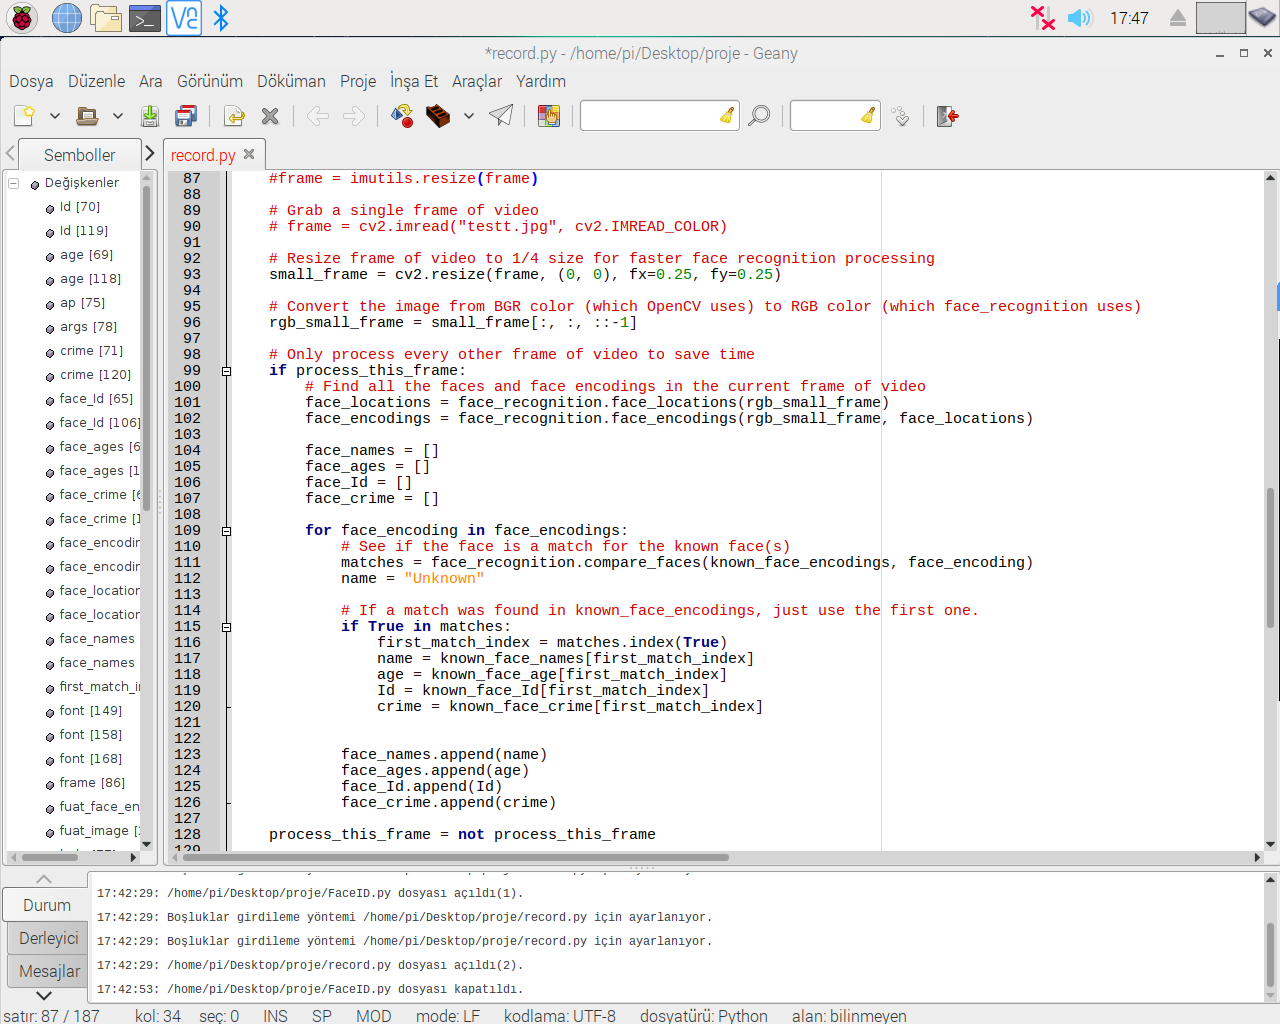 17:47
*record.py - /home/pi/Desktop/proje - Geany
Dosya Düzenle Ara Görünüm Belge Döküman Proje İnşa Et Araçlar Yardım
Semboller
record.py
Değişkenler
Id [70]
Id [119]
age [69]
age [118]
ap [75]
args [78]
crime [71]
crime [120]
face_Id [65]
face_Id [106]
face_ages [6
face_ages [1
face_crime [6
face_crime [1
face_encodin
face_encodin
face_location
face_location
face_names
face_names
first_match_i
font [149]
font [158]
font [168]
frame [86]
fuat_face_en
fuat_image [
87 #frame = imutils.resize(frame)
88
89 # Grab a single frame of video
90 # frame = cv2.imread("testt.jpg", cv2.IMREAD_COLOR)
91
92 # Resize frame of video to 1/4 size for faster face recognition processing
93 small_frame = cv2.resize(frame, (0, 0), fx=0.25, fy=0.25)
94
95 # Convert the image from BGR color (which OpenCV uses) to RGB color (which face_recognition uses)
96 rgb_small_frame = small_frame[:, :, ::-1]
97
98 # Only process every other frame of video to save time
99 if process_this_frame:
100 # Find all the faces and face encodings in the current frame of video
101 face_locations = face_recognition.face_locations(rgb_small_frame)
102 face_encodings = face_recognition.face_encodings(rgb_small_frame, face_locations)
103
104 face_names = []
105 face_ages = []
106 face_Id = []
107 face_crime = []
108
109 for face_encoding in face_encodings:
110 # See if the face is a match for the known face(s)
111 matches = face_recognition.compare_faces(known_face_encodings, face_encoding)
112 name = "Unknown"
113
114 # If a match was found in known_face_encodings, just use the first one.
115 if True in matches:
116 first_match_index = matches.index(True)
117 name = known_face_names[first_match_index]
118 age = known_face_age[first_match_index]
119 Id = known_face_Id[first_match_index]
120 crime = known_face_crime[first_match_index]
121
122
123 face_names.append(name)
124 face_ages.append(age)
125 face_Id.append(Id)
126 face_crime.append(crime)
127
128 process_this_frame = not process_this_frame
129
Durum
Derleyici
Mesajlar
17:42:29: /home/pi/Desktop/proje/FaceID.py dosyası açıldı(1).
17:42:29: Boşluklar girdileme yöntemi /home/pi/Desktop/proje/record.py için ayarlanıyor.
17:42:29: Boşluklar girdileme yöntemi /home/pi/Desktop/proje/record.py için ayarlanıyor.
17:42:29: /home/pi/Desktop/proje/record.py dosyası açıldı(2).
17:42:53: /home/pi/Desktop/proje/FaceID.py dosyası kapatıldı.
satır: 87 / 187 kol: 34 seç: 0 INS SP MOD mode: LF kodlama: UTF-8 dosyatürü: Python alan: bilinmeyen